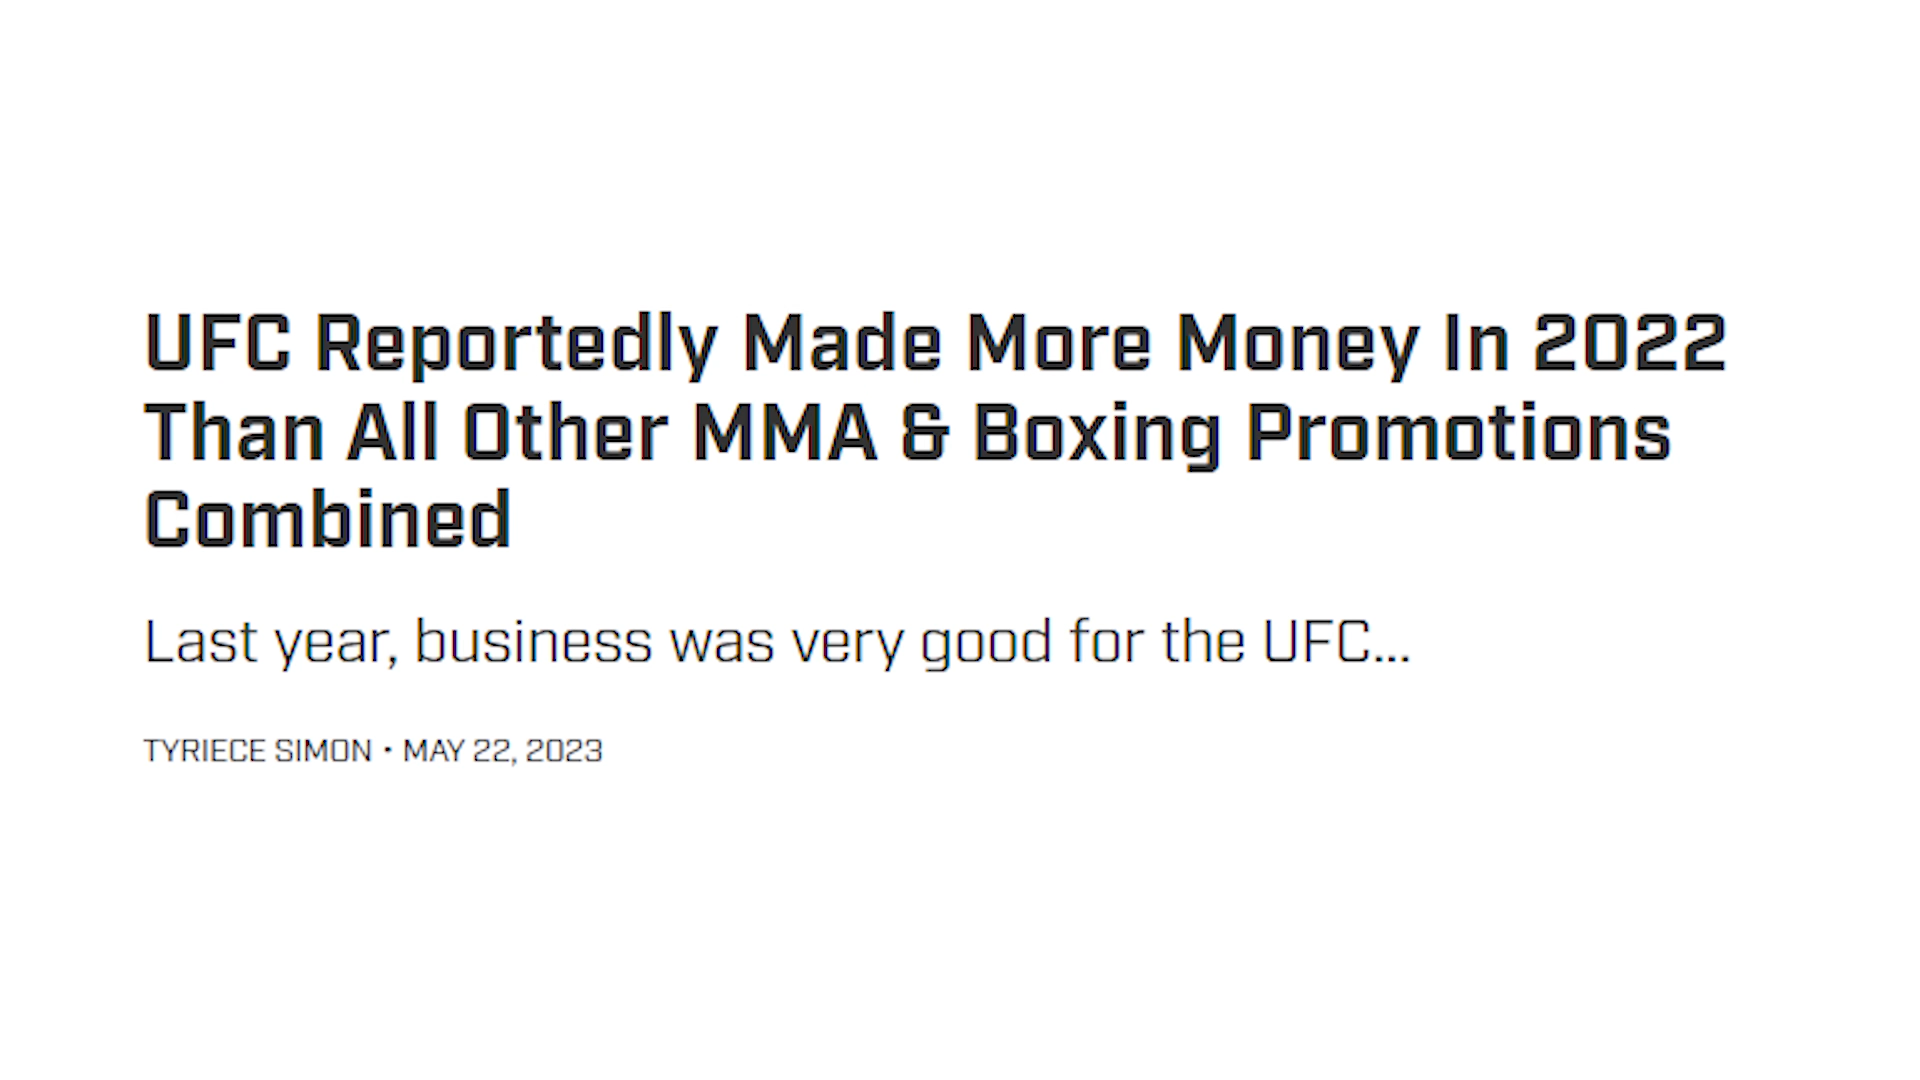 UFC Reportedly Made More Money In 2022
Than All Other MMA & Boxing Promotions
Combined
Last year, business was very good for the UFC...
TYRIECE SIMON • MAY 22, 2023